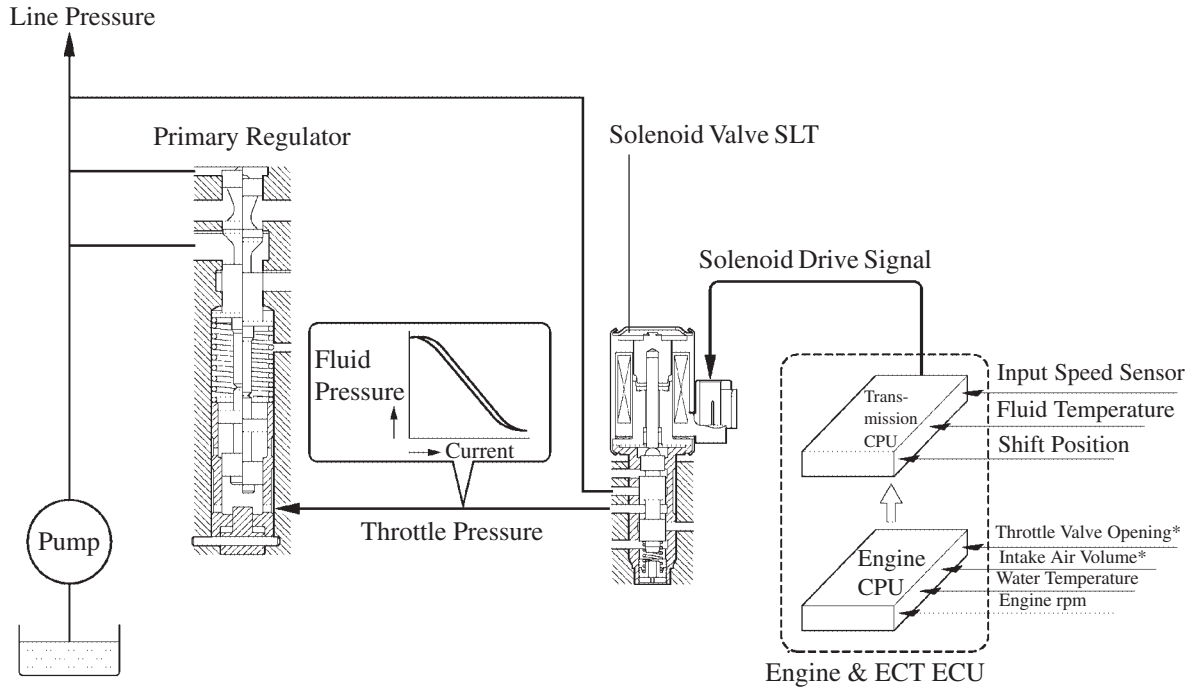 Line Pressure
Primary Regulator
Solenoid Valve SLT
Solenoid Drive Signal
Fluid
Pressure
Current
Throttle Pressure
Pump
Trans-
mission
CPU
Input Speed Sensor
Fluid Temperature
Shift Position
Engine
CPU
Throttle Valve Opening*
Intake Air Volume*
Water Temperature
Engine rpm
Engine & ECT ECU